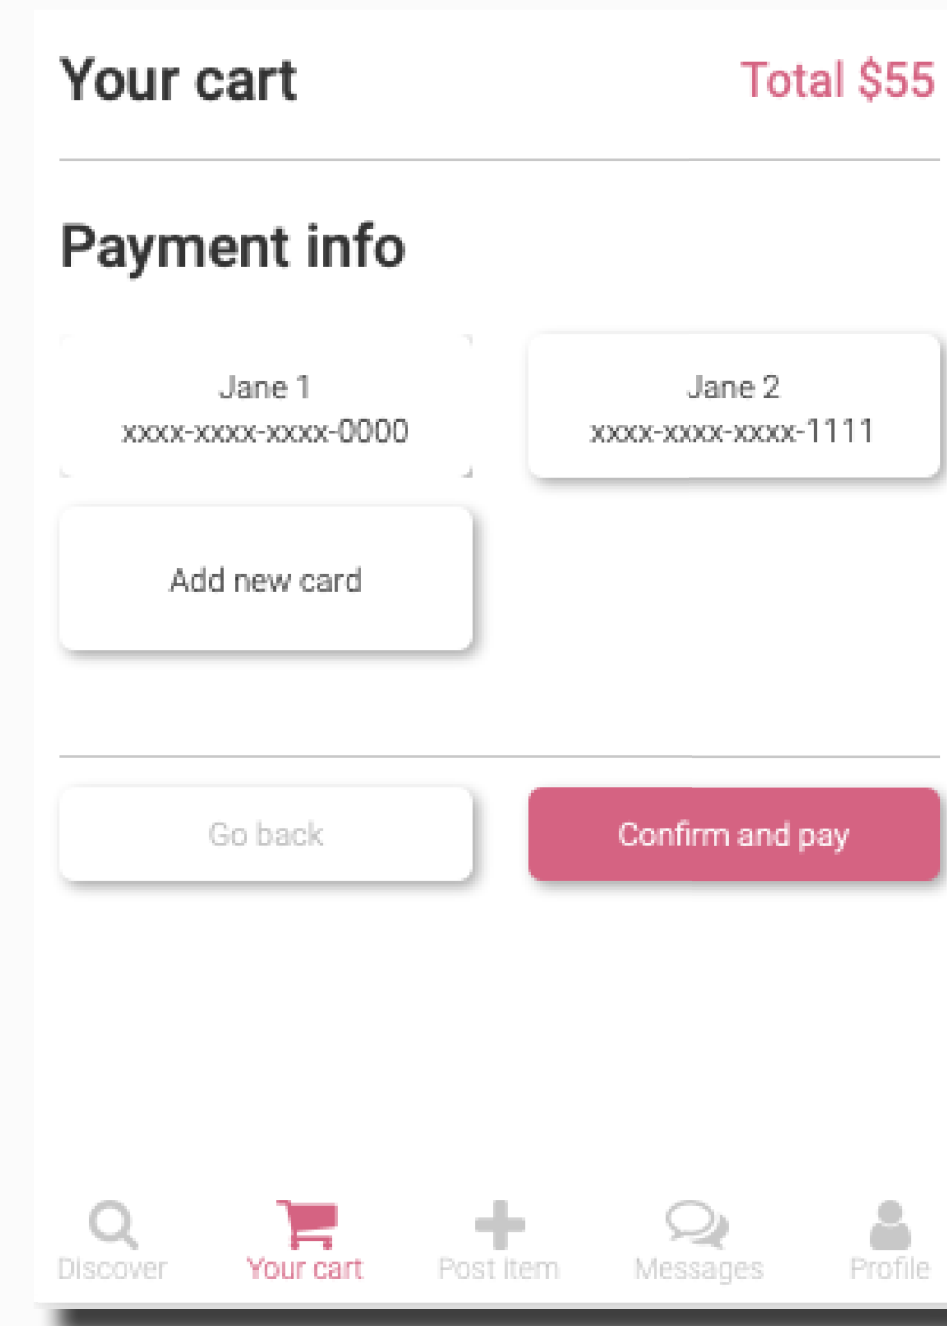 Your cart
Total $55
Payment info
Jane 1
xxxx-xxxx-xxxx-0000
Jane 2
xxxx-xxxx-xxxx-1111
Add new card
Go back
Confirm and pay
Discover
Your cart
Post Item
Messages
Profile